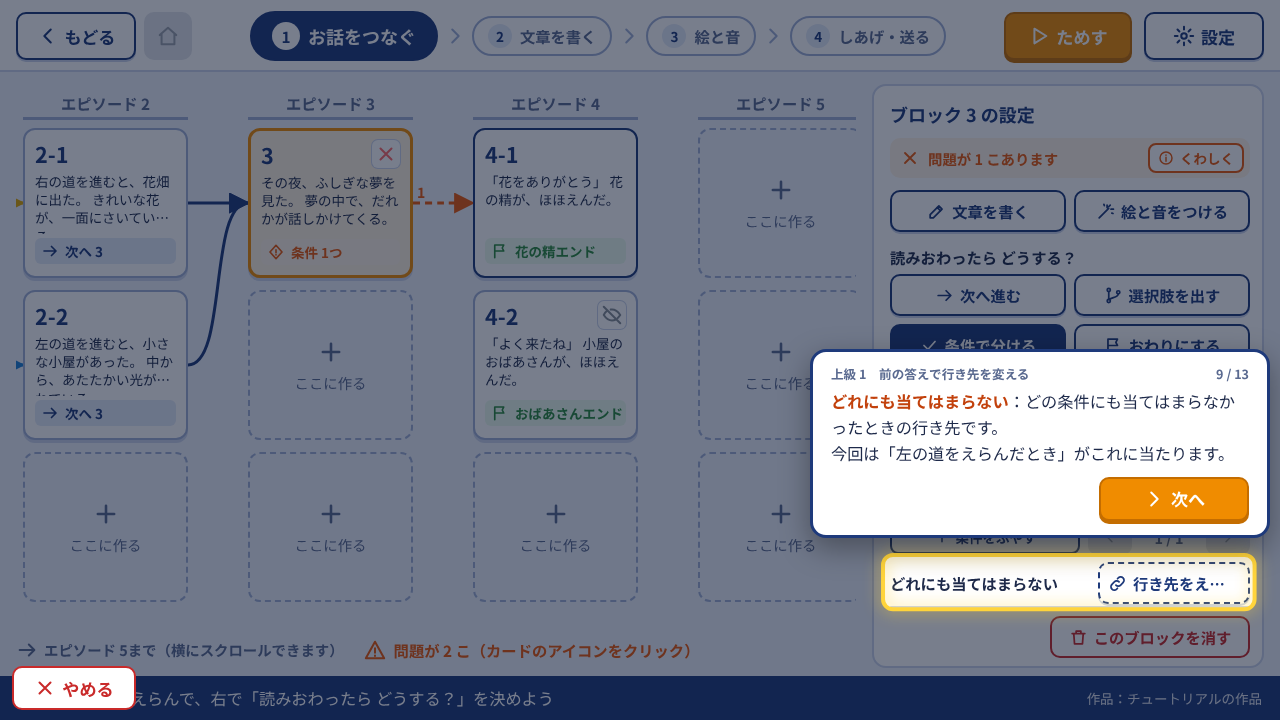 もどる
1 お話をつなぐ
2 文章を書く
3 絵と音
4 しあげ・送る
ためす
設定
エピソード 2
エピソード 3
エピソード 4
エピソード 5
2-1
右の道を進むと、花畑
に出た。 きれいな花
が、一面にさいてい…
次へ 3
3
その夜、ふしぎな夢を
見た。 夢の中で、だれ
かが話しかけてくる。
条件 1つ
1
4-1
「花をありがとう」 花
の精が、ほほえんだ。
花の精エンド
ここに作る
2-2
左の道を進むと、小さ
な小屋があった。 中か
ら、あたたかい光が…
次へ 3
ここに作る
4-2
「よく来たね」 小屋の
おばあさんが、ほほえ
んだ。
おばあさんエンド
ここに作る
ここに作る
ここに作る
ここに作る
ここに作る
ブロック 3 の設定
問題が 1 こあります
くわしく
文章を書く
絵と音をつける
読みおわったら どうする？
次へ進む
選択肢を出す
条件で分ける
おわりにする
上級 1 前の答えで行き先を変える
9 / 13
どれにも当てはまらない：どの条件にも当てはまらなか
ったときの行き先です。
今回は「左の道をえらんだとき」がこれに当たります。
次へ
条件をふやす
1 / 1
どれにも当てはまらない
行き先をえ…
このブロックを消す
エピソード 5まで（横にスクロールできます）
問題が 2 こ（カードのアイコンをクリック）
やめる
えらんで、右で「読みおわったら どうする？」を決めよう
作品：チュートリアルの作品